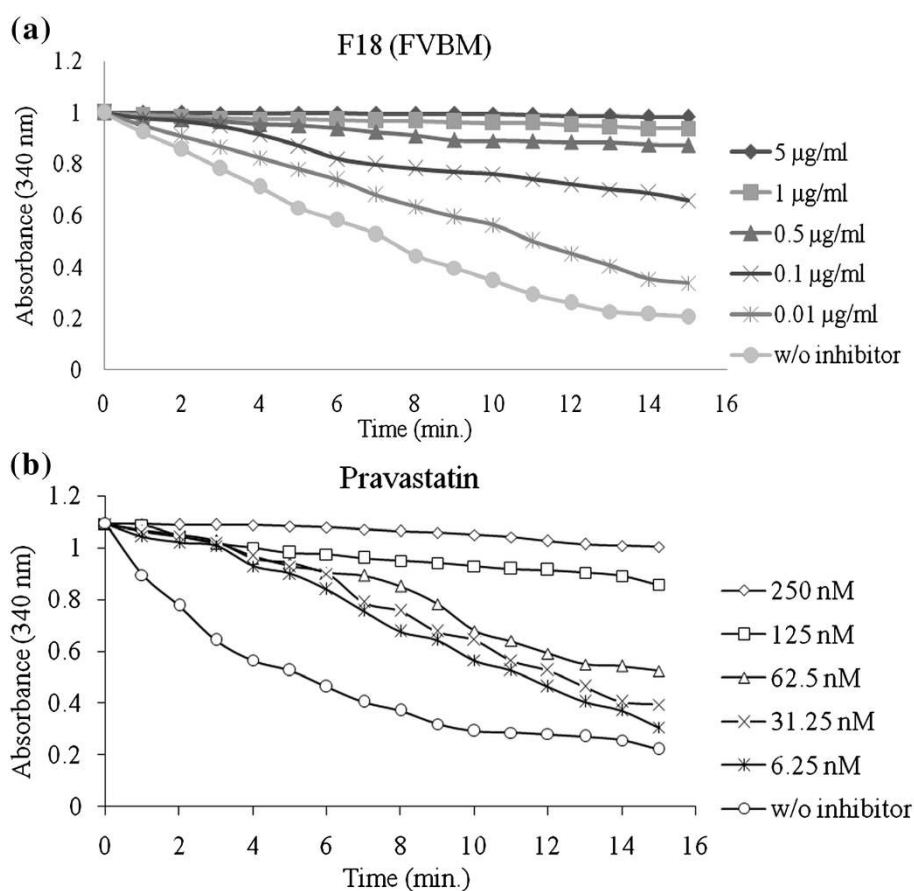 (a)
F18 (FVBM)
Absorbance (340 nm)
1.2
1
0.8
0.6
0.4
0.2
0
0 2 4 6 8 10 12 14 16
Time (min.)
5 µg/ml
1 µg/ml
0.5 µg/ml
0.1 µg/ml
0.01 µg/ml
w/o inhibitor
(b)
Pravastatin
Absorbance (340 nm)
1.2
1
0.8
0.6
0.4
0.2
0
0 2 4 6 8 10 12 14 16
Time (min.)
250 nM
125 nM
62.5 nM
31.25 nM
6.25 nM
w/o inhibitor